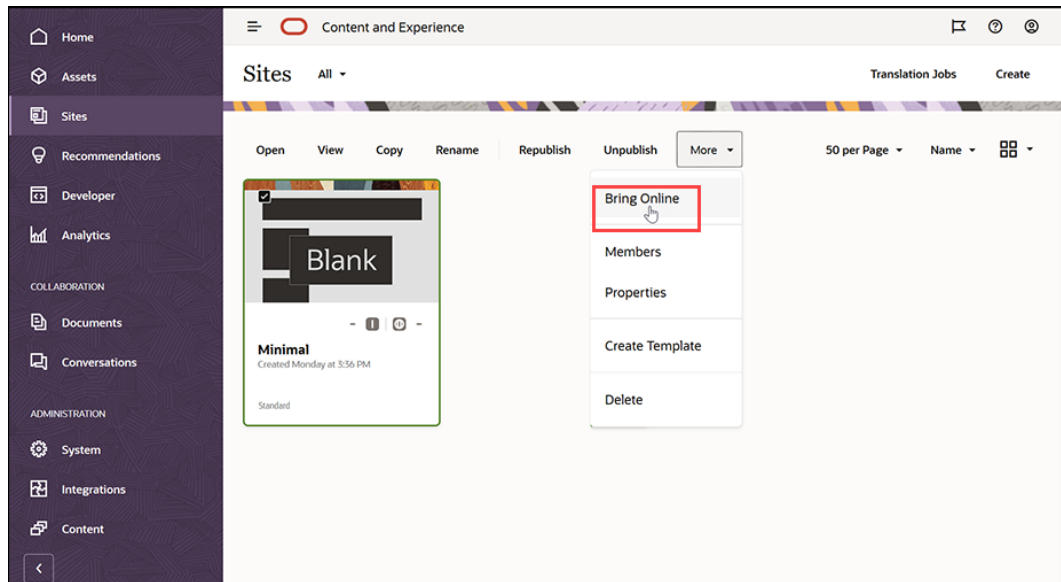 Home
Assets
Sites
Recommendations
Developer
Analytics
COLLABORATION
Documents
Conversations
ADMINISTRATION
System
Integrations
Content
Content and Experience
Sites All
Translation Jobs Create
Open View Copy Rename Republish Unpublish More 50 per Page Name
Bring Online
Members
Properties
Create Template
Delete
Blank
Minimal
Created Monday at 3:36 PM
Standard